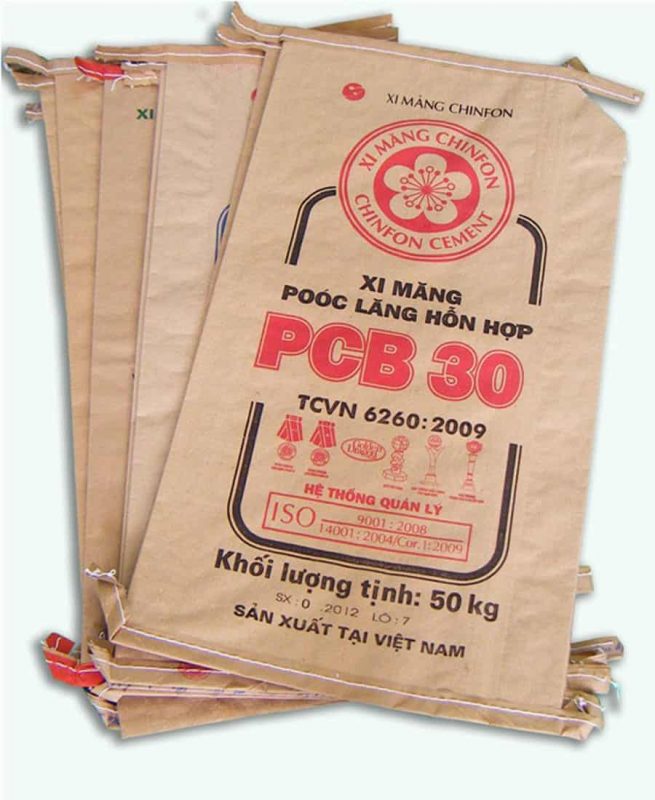 XI MĂNG CHINFON
XI MĂNG CHINFON
CHINFON CEMENT
XI MĂNG
POÓC LĂNG HỖN HỢP
PCB 30
TCVN 6260:2009
Golden Dragon
HỆ THỐNG QUẢN LÝ
ISO 9001:2008
14001:2004/Cor.1:2009
Khối lượng tịnh: 50 kg
SX:0 .2012 LÔ:7
SẢN XUẤT TẠI VIỆT NAM
XI